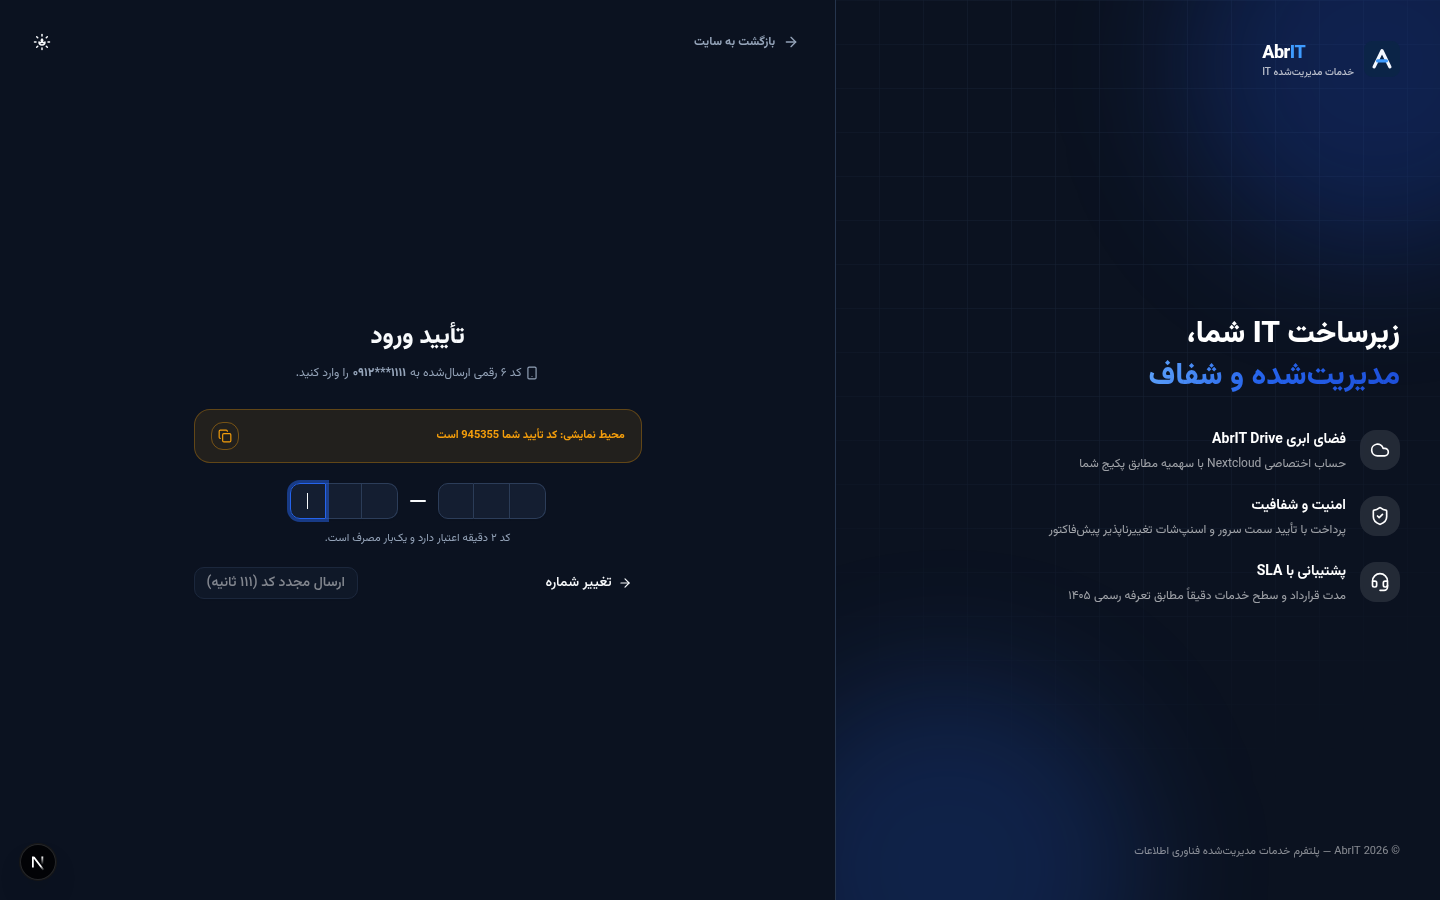 AbrIT
خدمات مدیریت‌شده IT
زیرساخت IT شما،
مدیریت‌شده و شفاف
فضای ابری AbrIT Drive
حساب اختصاصی Nextcloud با سهمیه مطابق پکیج شما
امنیت و شفافیت
پرداخت با تأیید سمت سرور و اسنپ‌شات تغییرناپذیر پیش‌فاکتور
پشتیبانی با SLA
مدت قرارداد و سطح خدمات دقیقاً مطابق تعرفه رسمی ۱۴۰۵
© 2026 AbrIT — پلتفرم خدمات مدیریت‌شده فناوری اطلاعات
بازگشت به سایت
تأیید ورود
کد ۶ رقمی ارسال‌شده به ۰۹۱۲***۱۱۱۱ را وارد کنید.
محیط نمایشی: کد تأیید شما 945355 است
کد ۲ دقیقه اعتبار دارد و یک‌بار مصرف است.
تغییر شماره
ارسال مجدد کد (۱۱۱ ثانیه)